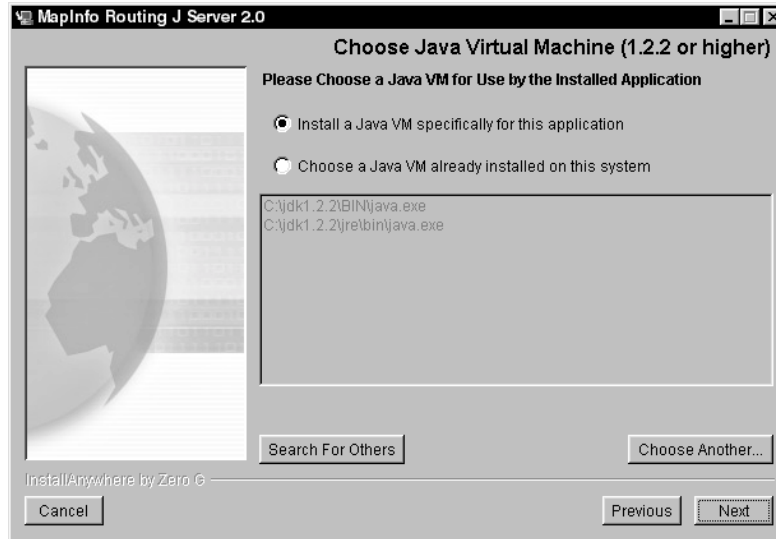 MapInfo Routing J Server 2.0
Choose Java Virtual Machine (1.2.2 or higher)
Please Choose a Java VM for Use by the Installed Application
Install a Java VM specifically for this application
Choose a Java VM already installed on this system
C:\jdk1.2.2\BIN\java.exe
C:\jdk1.2.2\jre\bin\java.exe
Search For Others
Choose Another...
InstallAnywhere by Zero G
Cancel
Previous
Next